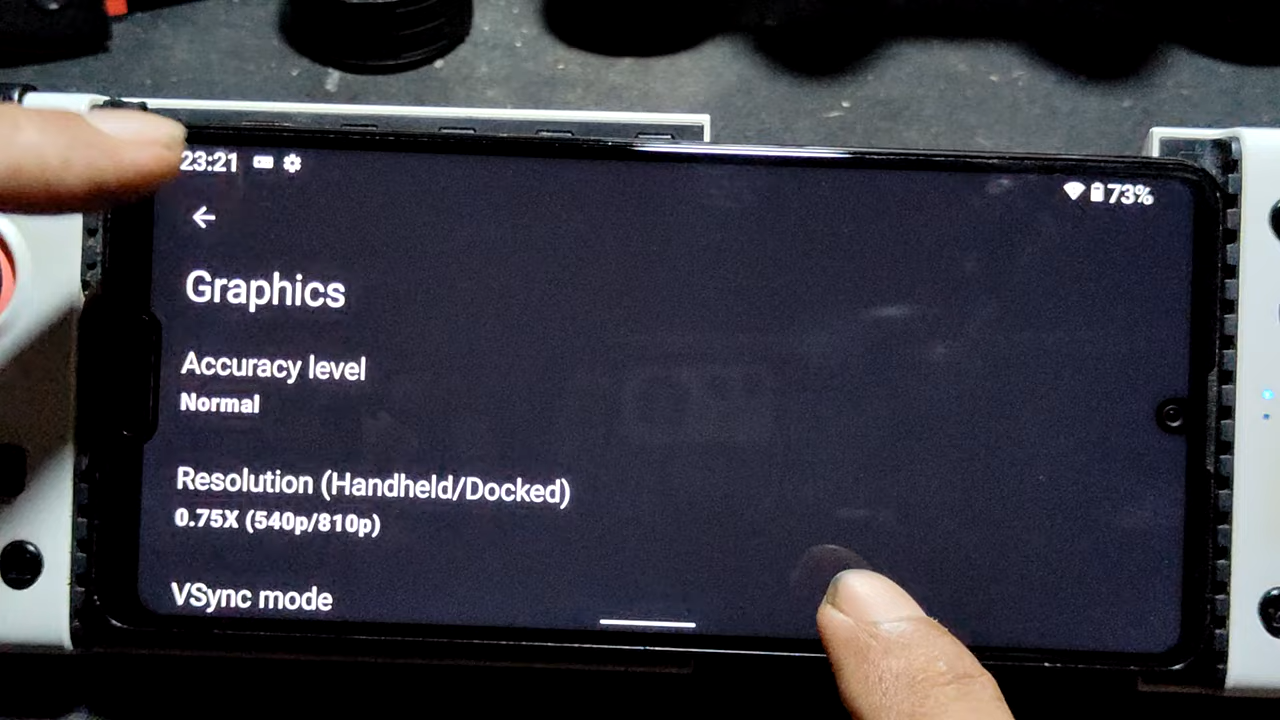 23:21
73%
Graphics
Accuracy level
Normal
Resolution (Handheld/Docked)
0.75X (540p/810p)
VSync mode